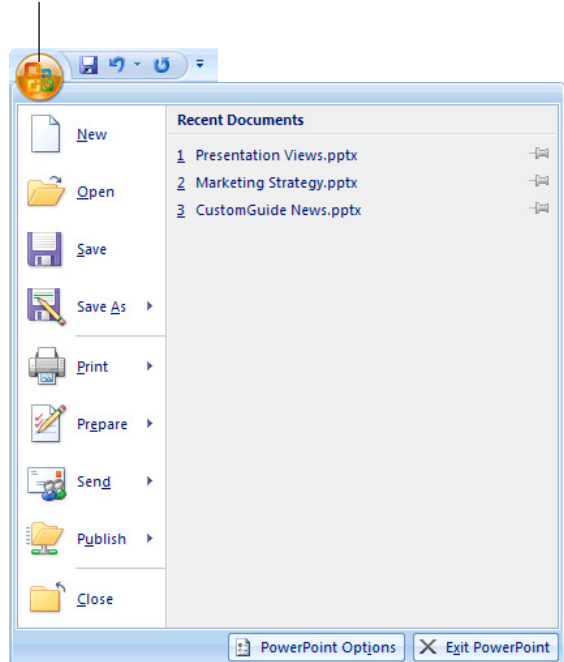 New
Open
Save
Save As
Print
Prepare
Send
Publish
Close
Recent Documents
1 Presentation Views.pptx
2 Marketing Strategy.pptx
3 CustomGuide News.pptx
PowerPoint Options
Exit PowerPoint